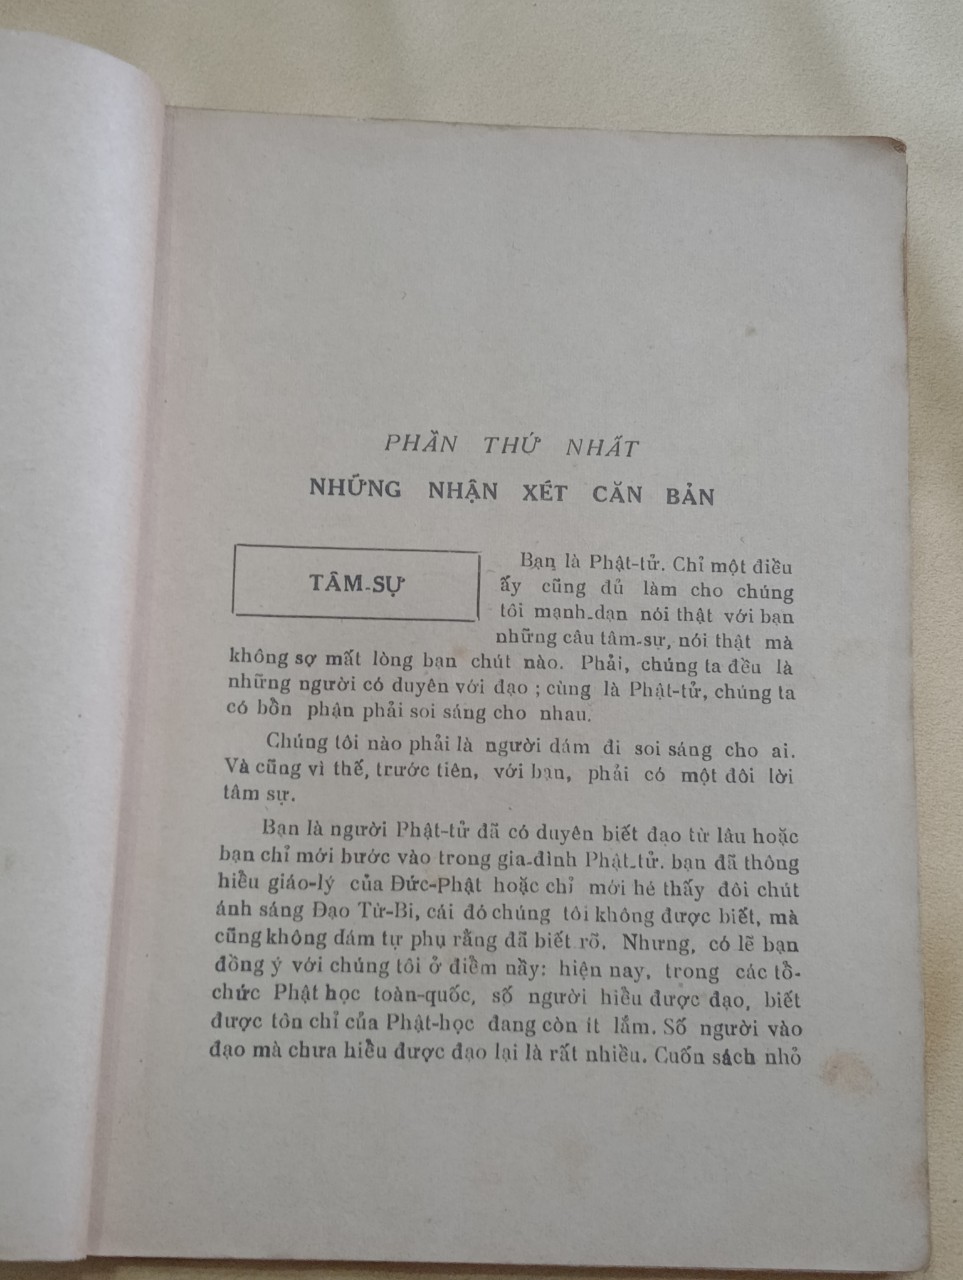 PHẦN THỨ NHẤT
NHỮNG NHẬN XÉT CĂN BẢN
TÂM-SỰ
Bạn là Phật-tử. Chỉ một điều
ấy cũng đủ làm cho chúng
tôi mạnh-dạn nói thật với bạn
những câu tâm-sự, nói thật mà
không sợ mất lòng bạn chút nào. Phải, chúng ta đều là
những người có duyên với đạo ; cùng là Phật-tử, chúng ta
có bổn phận phải soi sáng cho nhau.
Chúng tôi nào phải là người dám đi soi sáng cho ai.
Và cũng vì thế, trước tiên, với bạn, phải có một đôi lời
tâm sự.
Bạn là người Phật-tử đã có duyên biết đạo từ lâu hoặc
bạn chỉ mới bước vào trong gia-đình Phật-tử. bạn đã thông
hiểu giáo-lý của Đức-Phật hoặc chỉ mới hé thấy đôi chút
ánh sáng Đạo Từ-Bi, cái đó chúng tôi không được biết, mà
cũng không dám tự phụ rằng đã biết rõ. Nhưng, có lẽ bạn
đồng ý với chúng tôi ở điểm nầy: hiện nay, trong các tổ-
chức Phật học toàn-quốc, số người hiểu được đạo, biết
được tôn chỉ của Phật-học đang còn ít lắm. Số người vào
đạo mà chưa hiểu được đạo lại là rất nhiều. Cuốn sách nhỏ